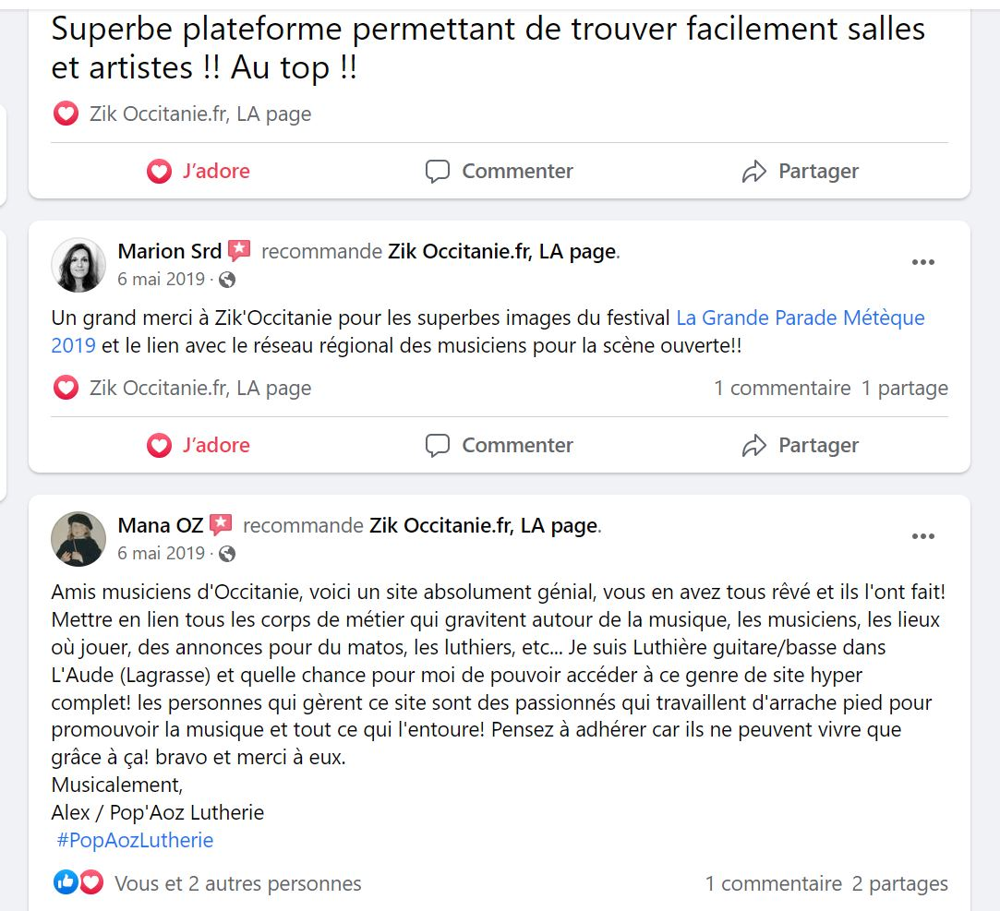 Superbe plateforme permettant de trouver facilement salles
et artistes !! Au top !!
Zik Occitanie.fr, LA page
J’adore
Commenter
Partager
Marion Srd recommande Zik Occitanie.fr, LA page.
6 mai 2019 ·
Un grand merci à Zik'Occitanie pour les superbes images du festival La Grande Parade Métèque
2019 et le lien avec le réseau régional des musiciens pour la scène ouverte!!
Zik Occitanie.fr, LA page
1 commentaire 1 partage
J’adore
Commenter
Partager
Mana OZ recommande Zik Occitanie.fr, LA page.
6 mai 2019 ·
Amis musiciens d'Occitanie, voici un site absolument génial, vous en avez tous rêvé et ils l'ont fait!
Mettre en lien tous les corps de métier qui gravitent autour de la musique, les musiciens, les lieux
où jouer, des annonces pour du matos, les luthiers, etc... Je suis Luthière guitare/basse dans
L'Aude (Lagrasse) et quelle chance pour moi de pouvoir accéder à ce genre de site hyper
complet! les personnes qui gèrent ce site sont des passionnés qui travaillent d'arrache pied pour
promouvoir la musique et tout ce qui l'entoure! Pensez à adhérer car ils ne peuvent vivre que
grâce à ça! bravo et merci à eux.
Musicalement,
Alex / Pop'Aoz Lutherie
#PopAozLutherie
Vous et 2 autres personnes
1 commentaire 2 partages